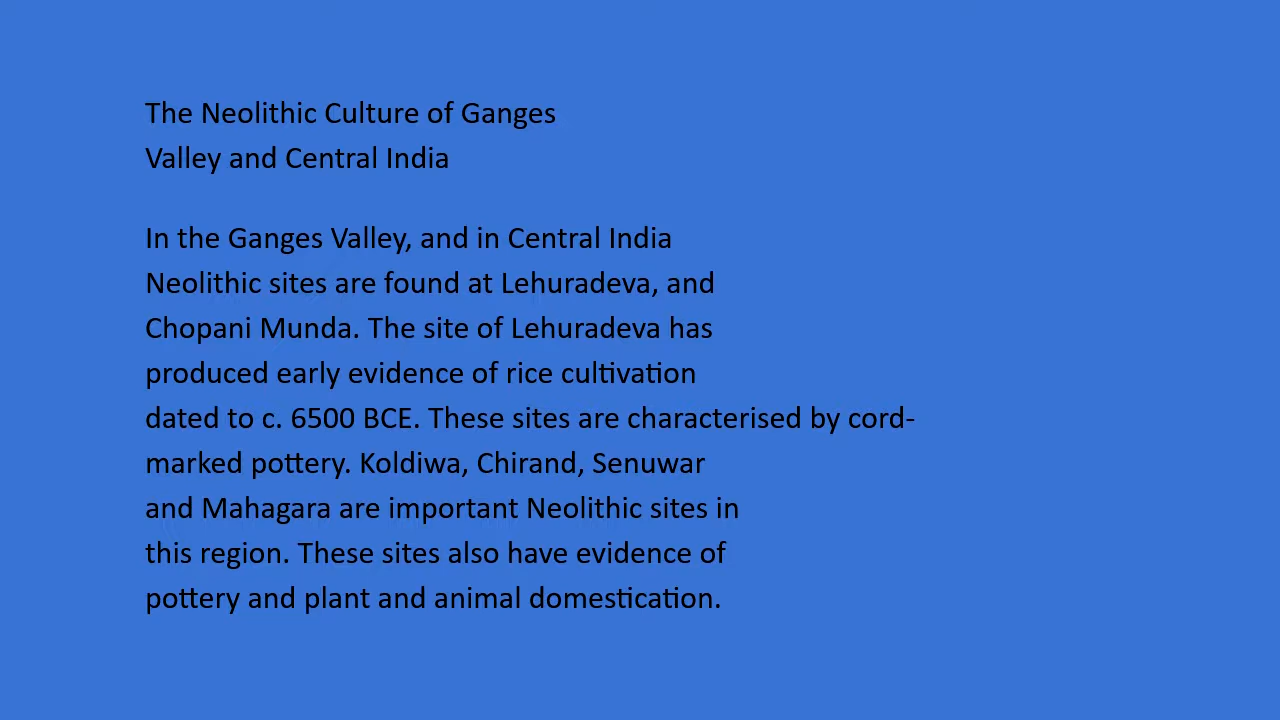 The Neolithic Culture of Ganges
Valley and Central India
In the Ganges Valley, and in Central India
Neolithic sites are found at Lehuradeva, and
Chopani Munda. The site of Lehuradeva has
produced early evidence of rice cultivation
dated to c. 6500 BCE. These sites are characterised by cord-
marked pottery. Koldiwa, Chirand, Senuwar
and Mahagara are important Neolithic sites in
this region. These sites also have evidence of
pottery and plant and animal domestication.